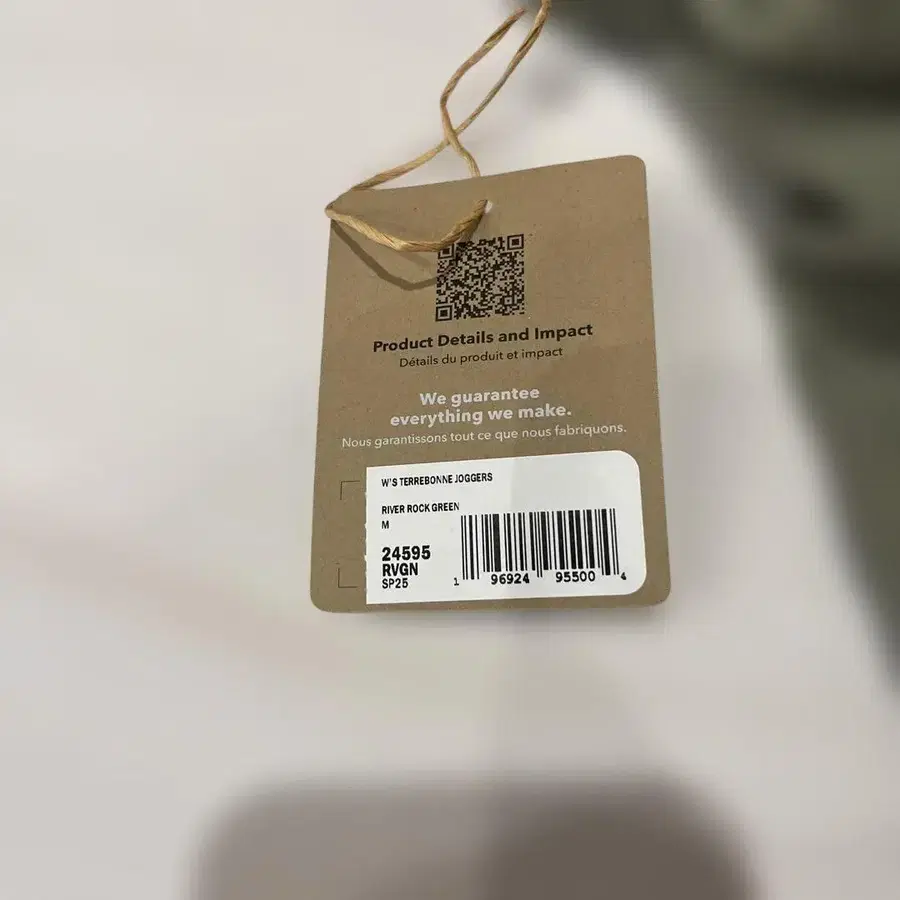 Product Details and Impact
Détails du produit et impact
We guarantee
everything we make.
Nous garantissons tout ce que nous fabriquons.
W'S TERREBONNE JOGGERS
RIVER ROCK GREEN
M
24595
RVGN
SP25
1 96924 95500 4